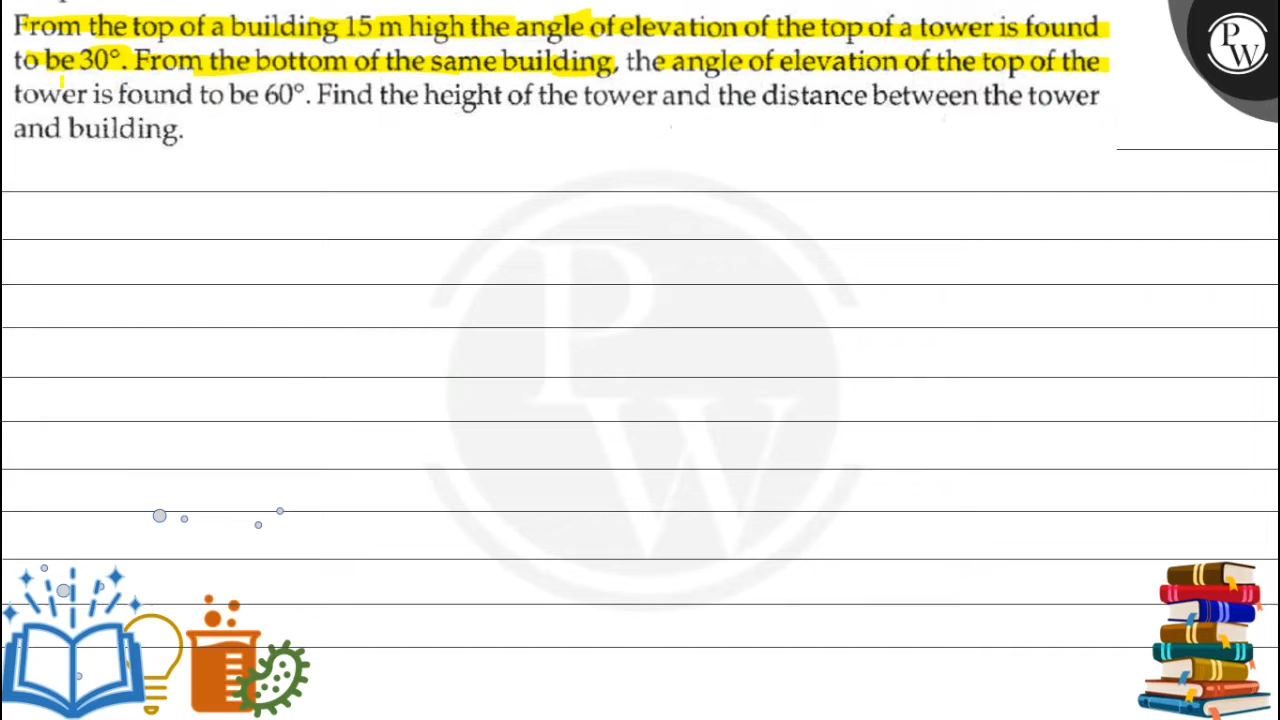 From the top of a building 15 m high the angle of elevation of the top of a tower is found
to be 30°. From the bottom of the same building, the angle of elevation of the top of the
tower is found to be 60°. Find the height of the tower and the distance between the tower
and building.
PW
PW